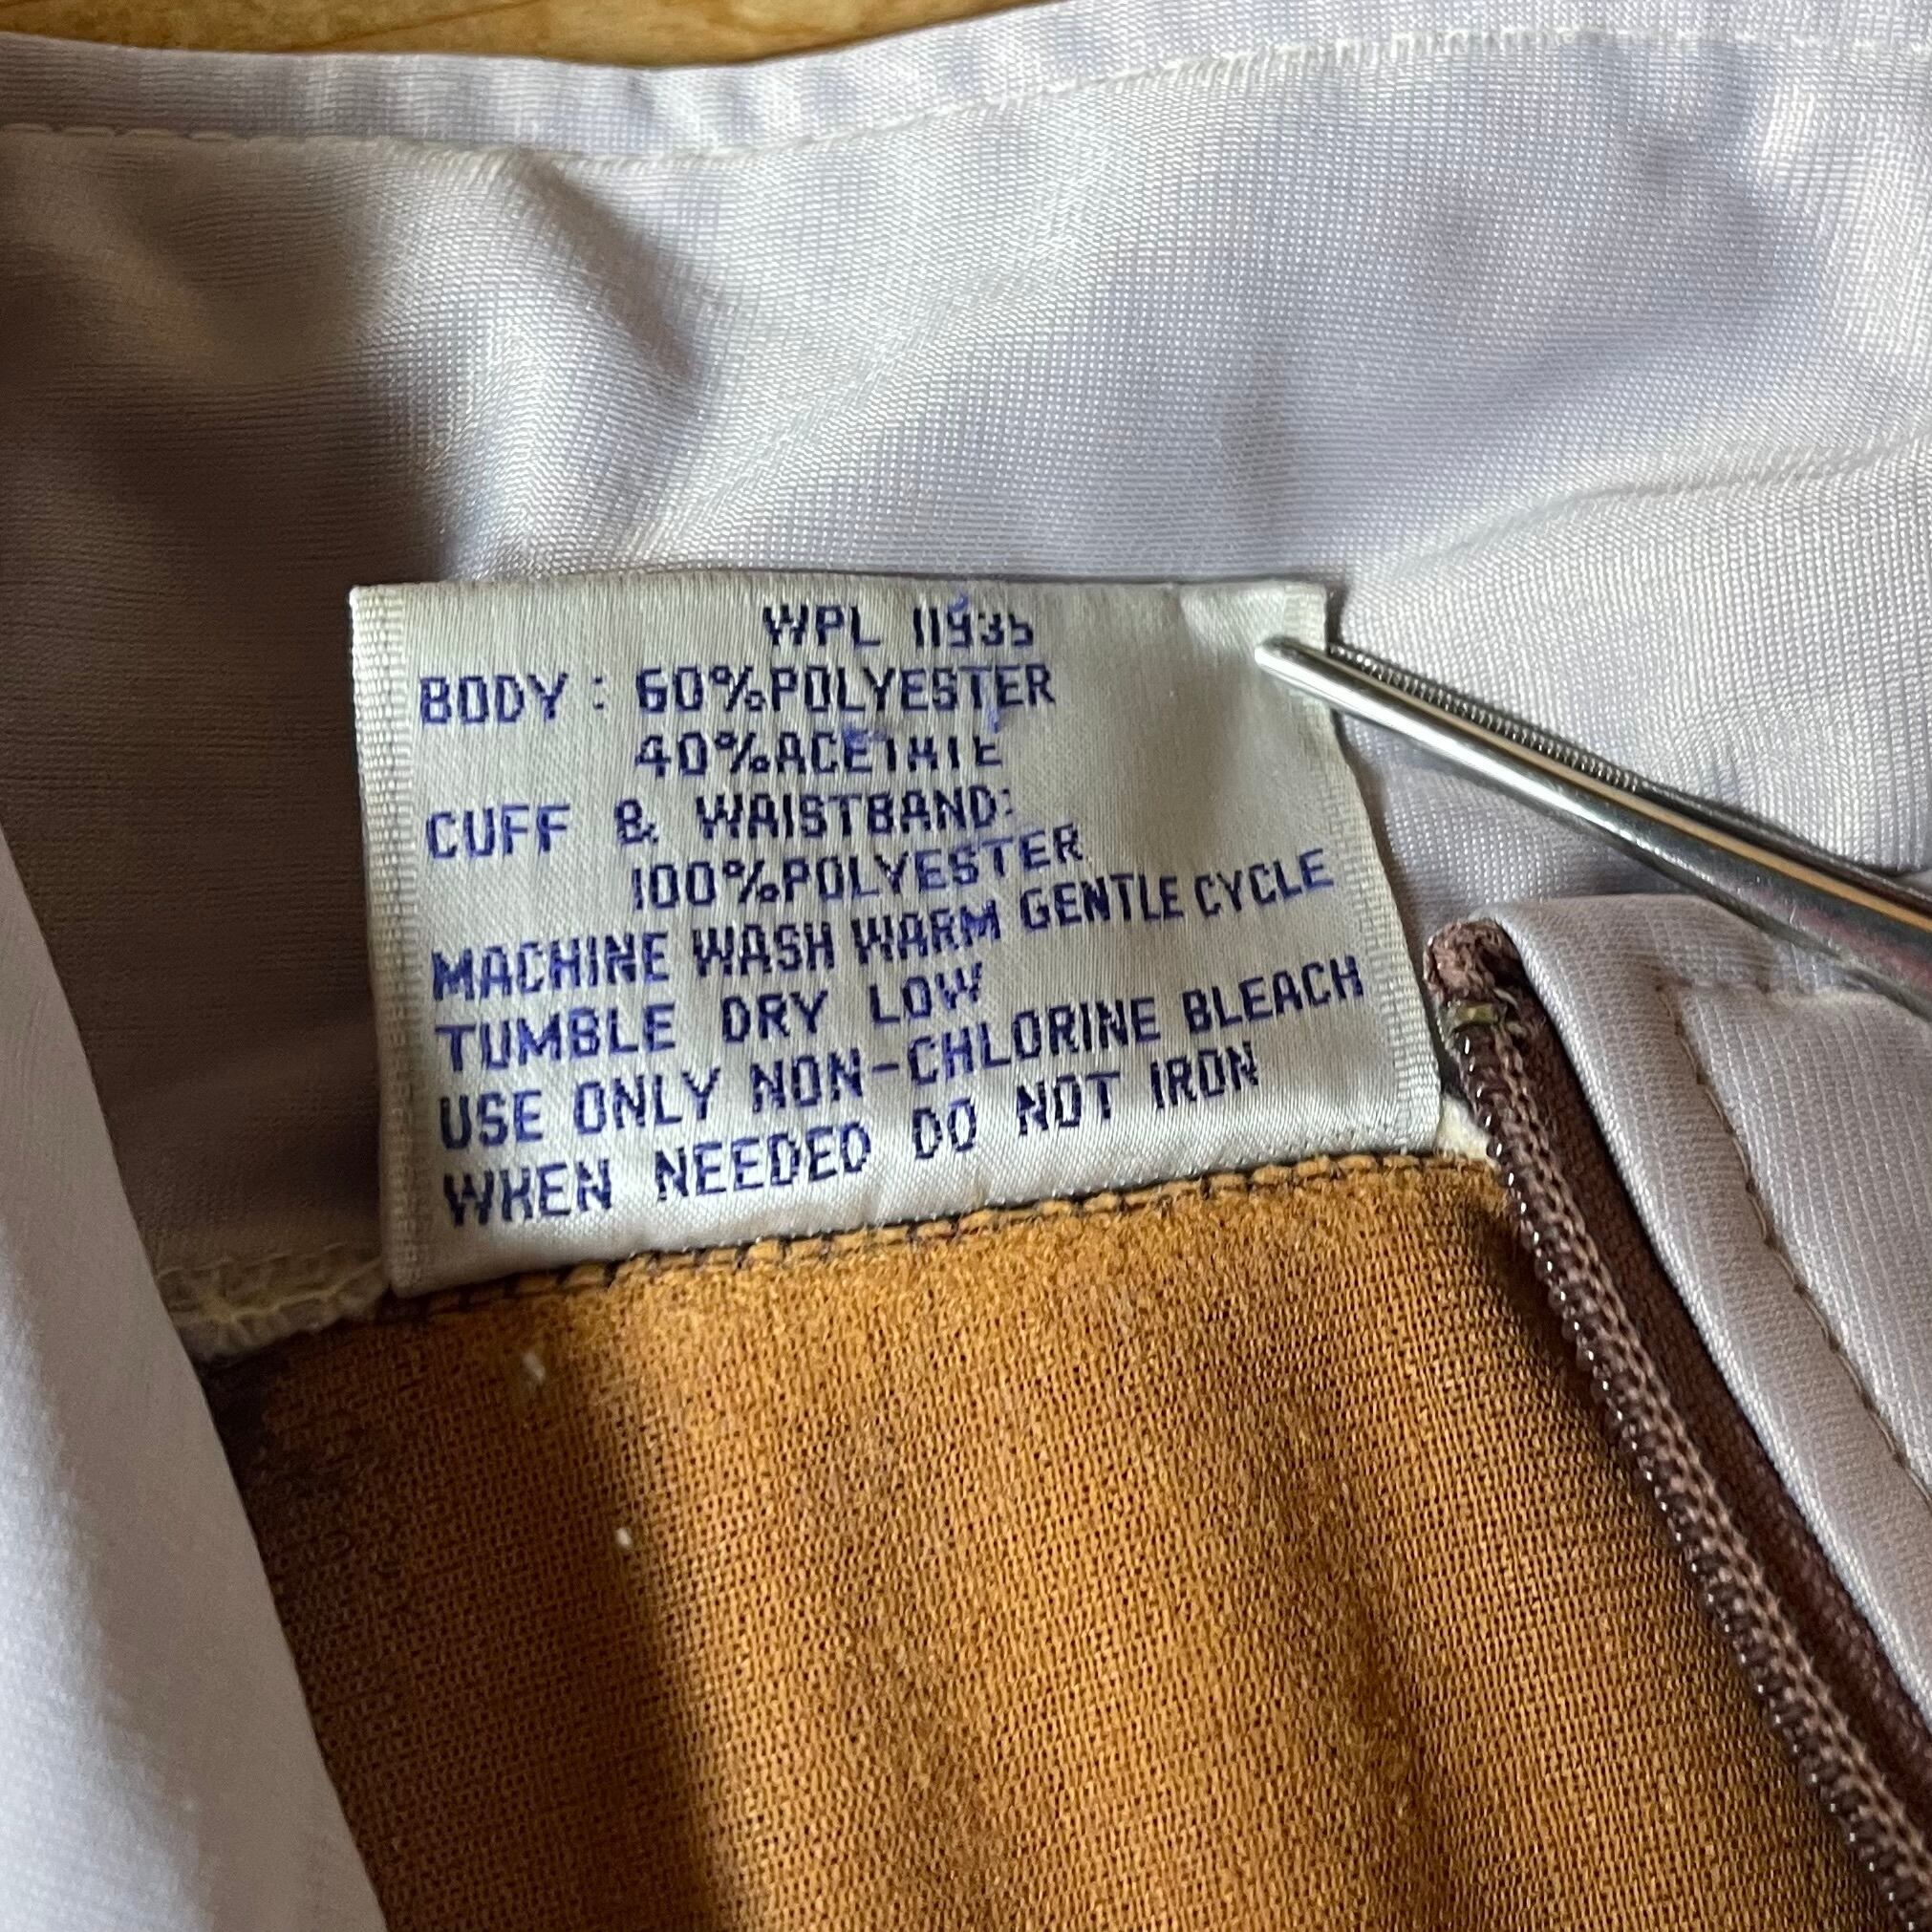 WPL 11935
BODY : 60%POLYESTER
40%ACETATE
CUFF & WAISTBAND:
100%POLYESTER
MACHINE WASH WARM GENTLE CYCLE
TUMBLE DRY LOW
USE ONLY NON-CHLORINE BLEACH
WHEN NEEDED DO NOT IRON